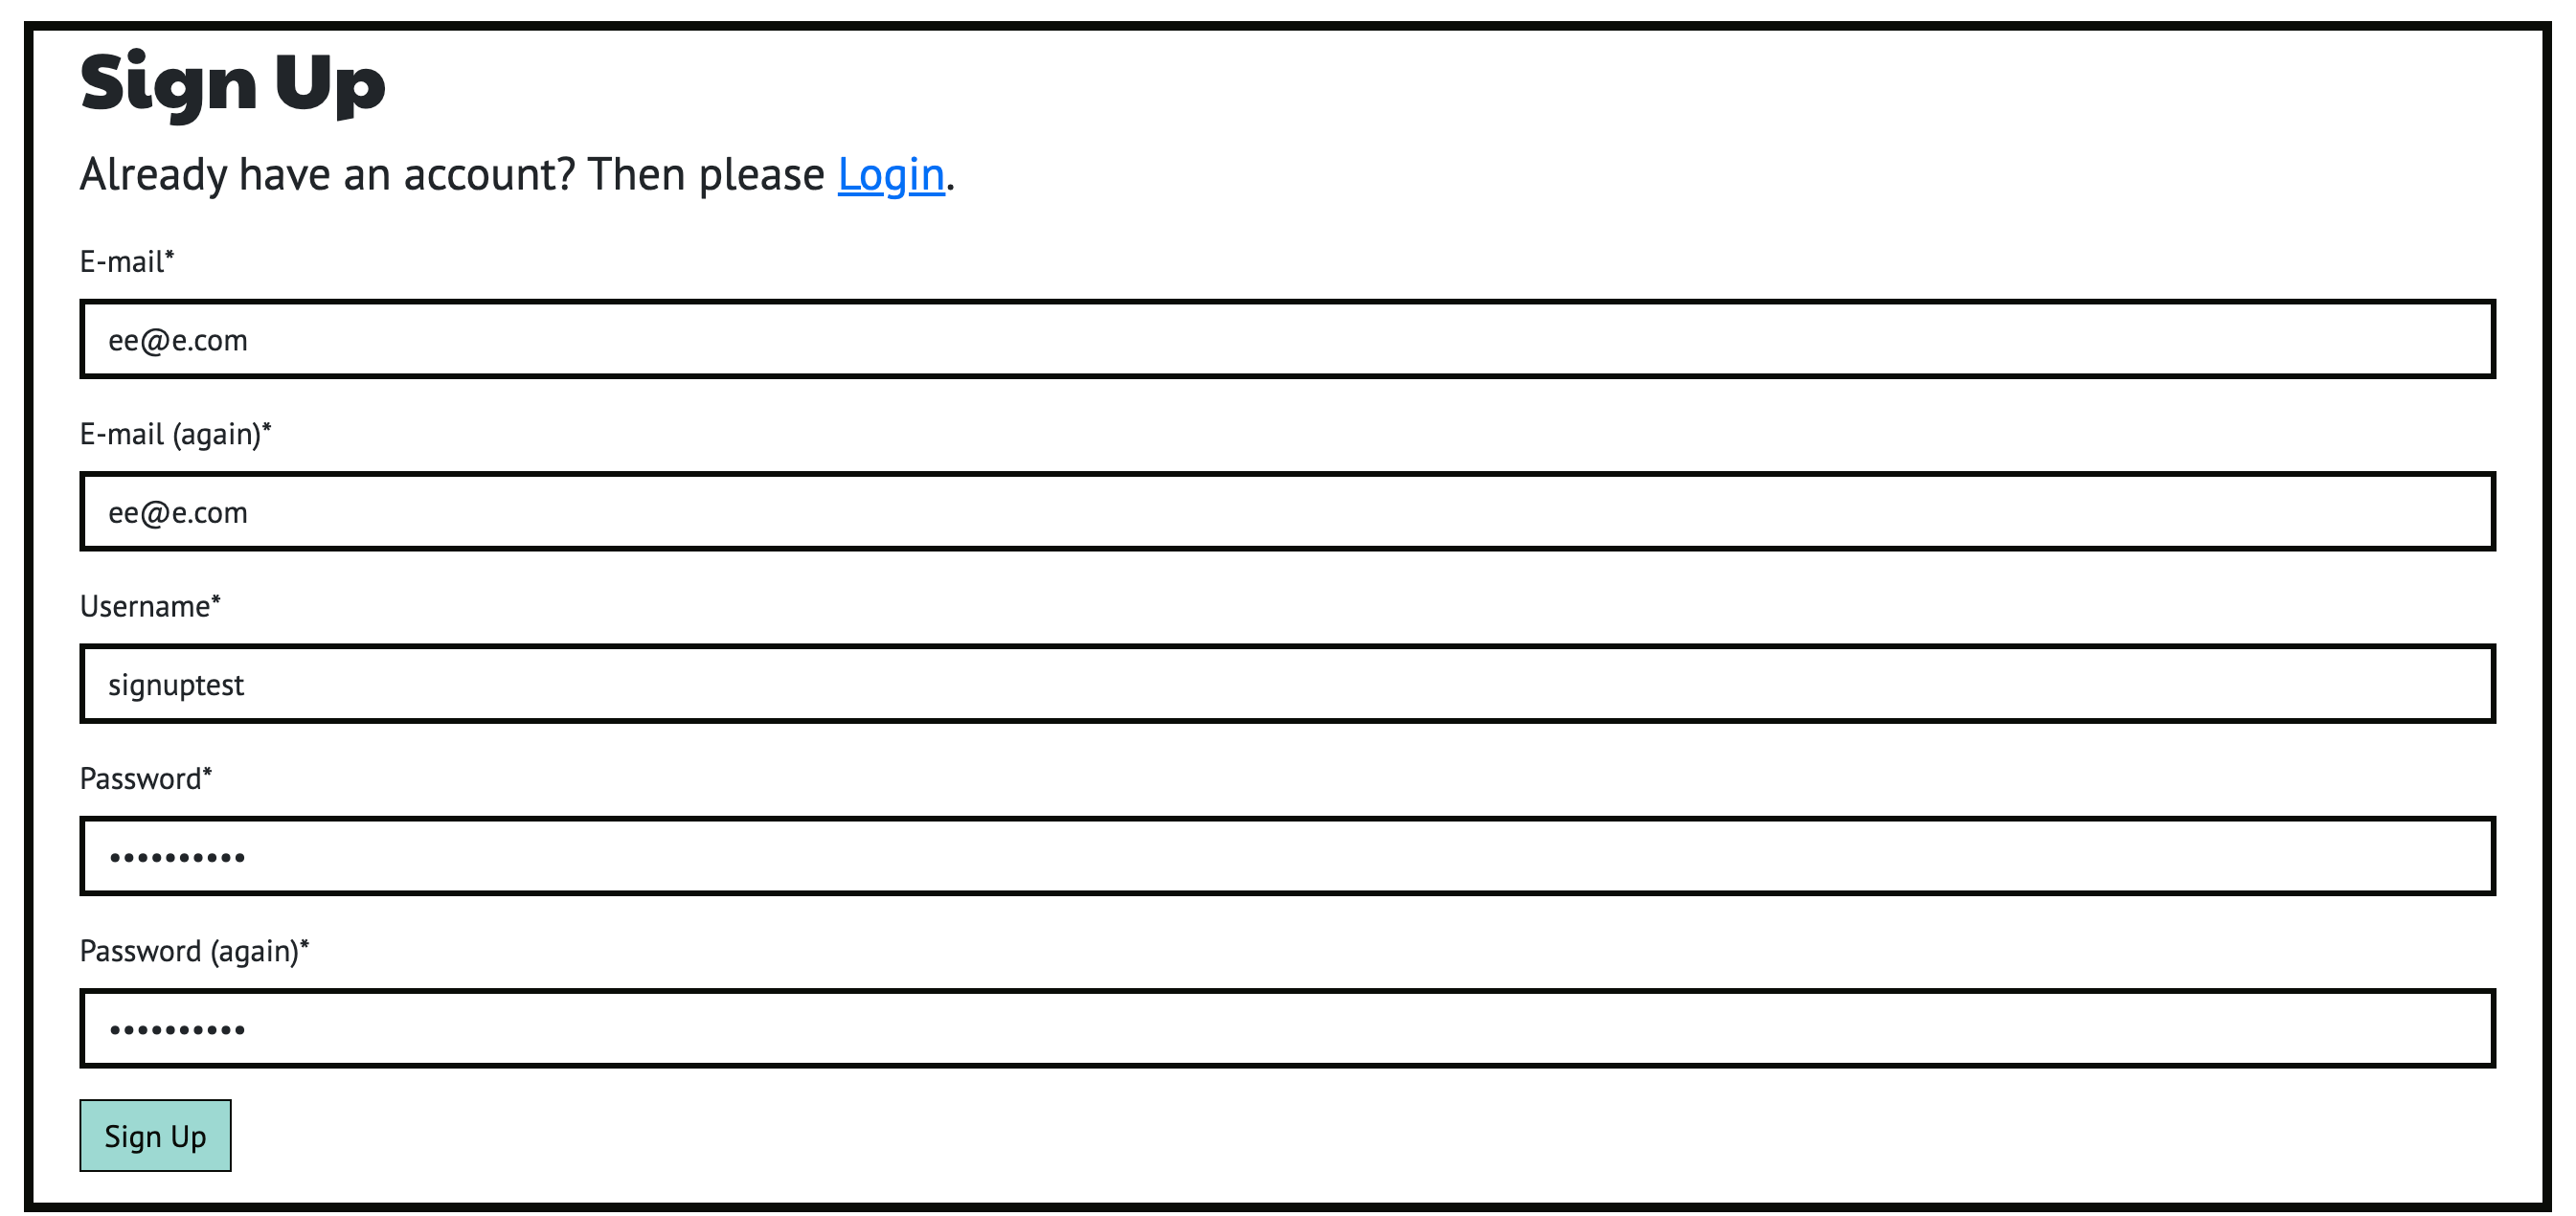 Sign Up
Already have an account? Then please Login.
E-mail*
ee@e.com
E-mail (again)*
ee@e.com
Username*
signuptest
Password*
••••••••••
Password (again)*
••••••••••
Sign Up